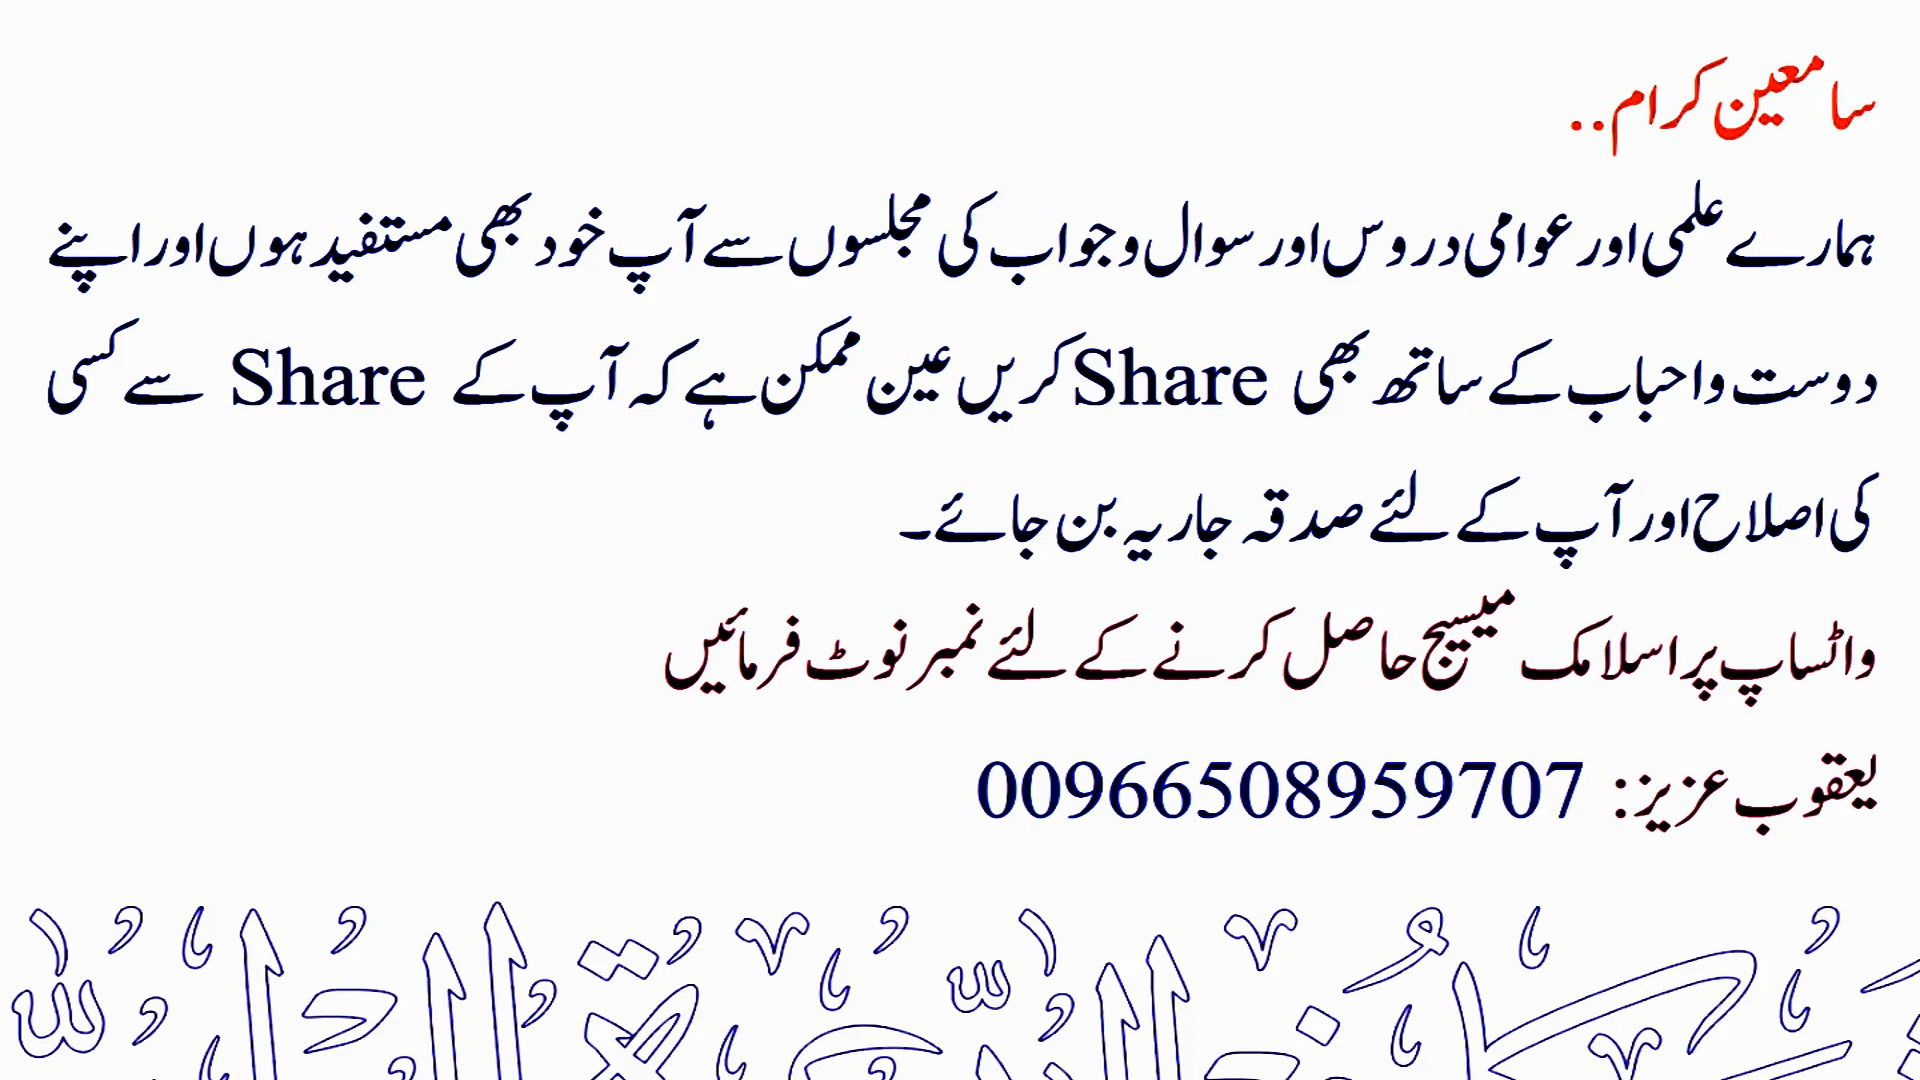 سامعین کرام..
ہمارے علمی اور عوامی دروس اور سوال و جواب کی مجلسوں سے آپ خود بھی مستفید ہوں اور اپنے
دوست و احباب کے ساتھ بھی Share کریں عین ممکن ہے کہ آپ کے Share سے کسی
کی اصلاح اور آپ کے لئے صدقہ جاریہ بن جائے۔
واٹساپ پر اسلامک میسیج حاصل کرنے کے لئے نمبر نوٹ فرمائیں
یعقوب عزیز: 00966508959707